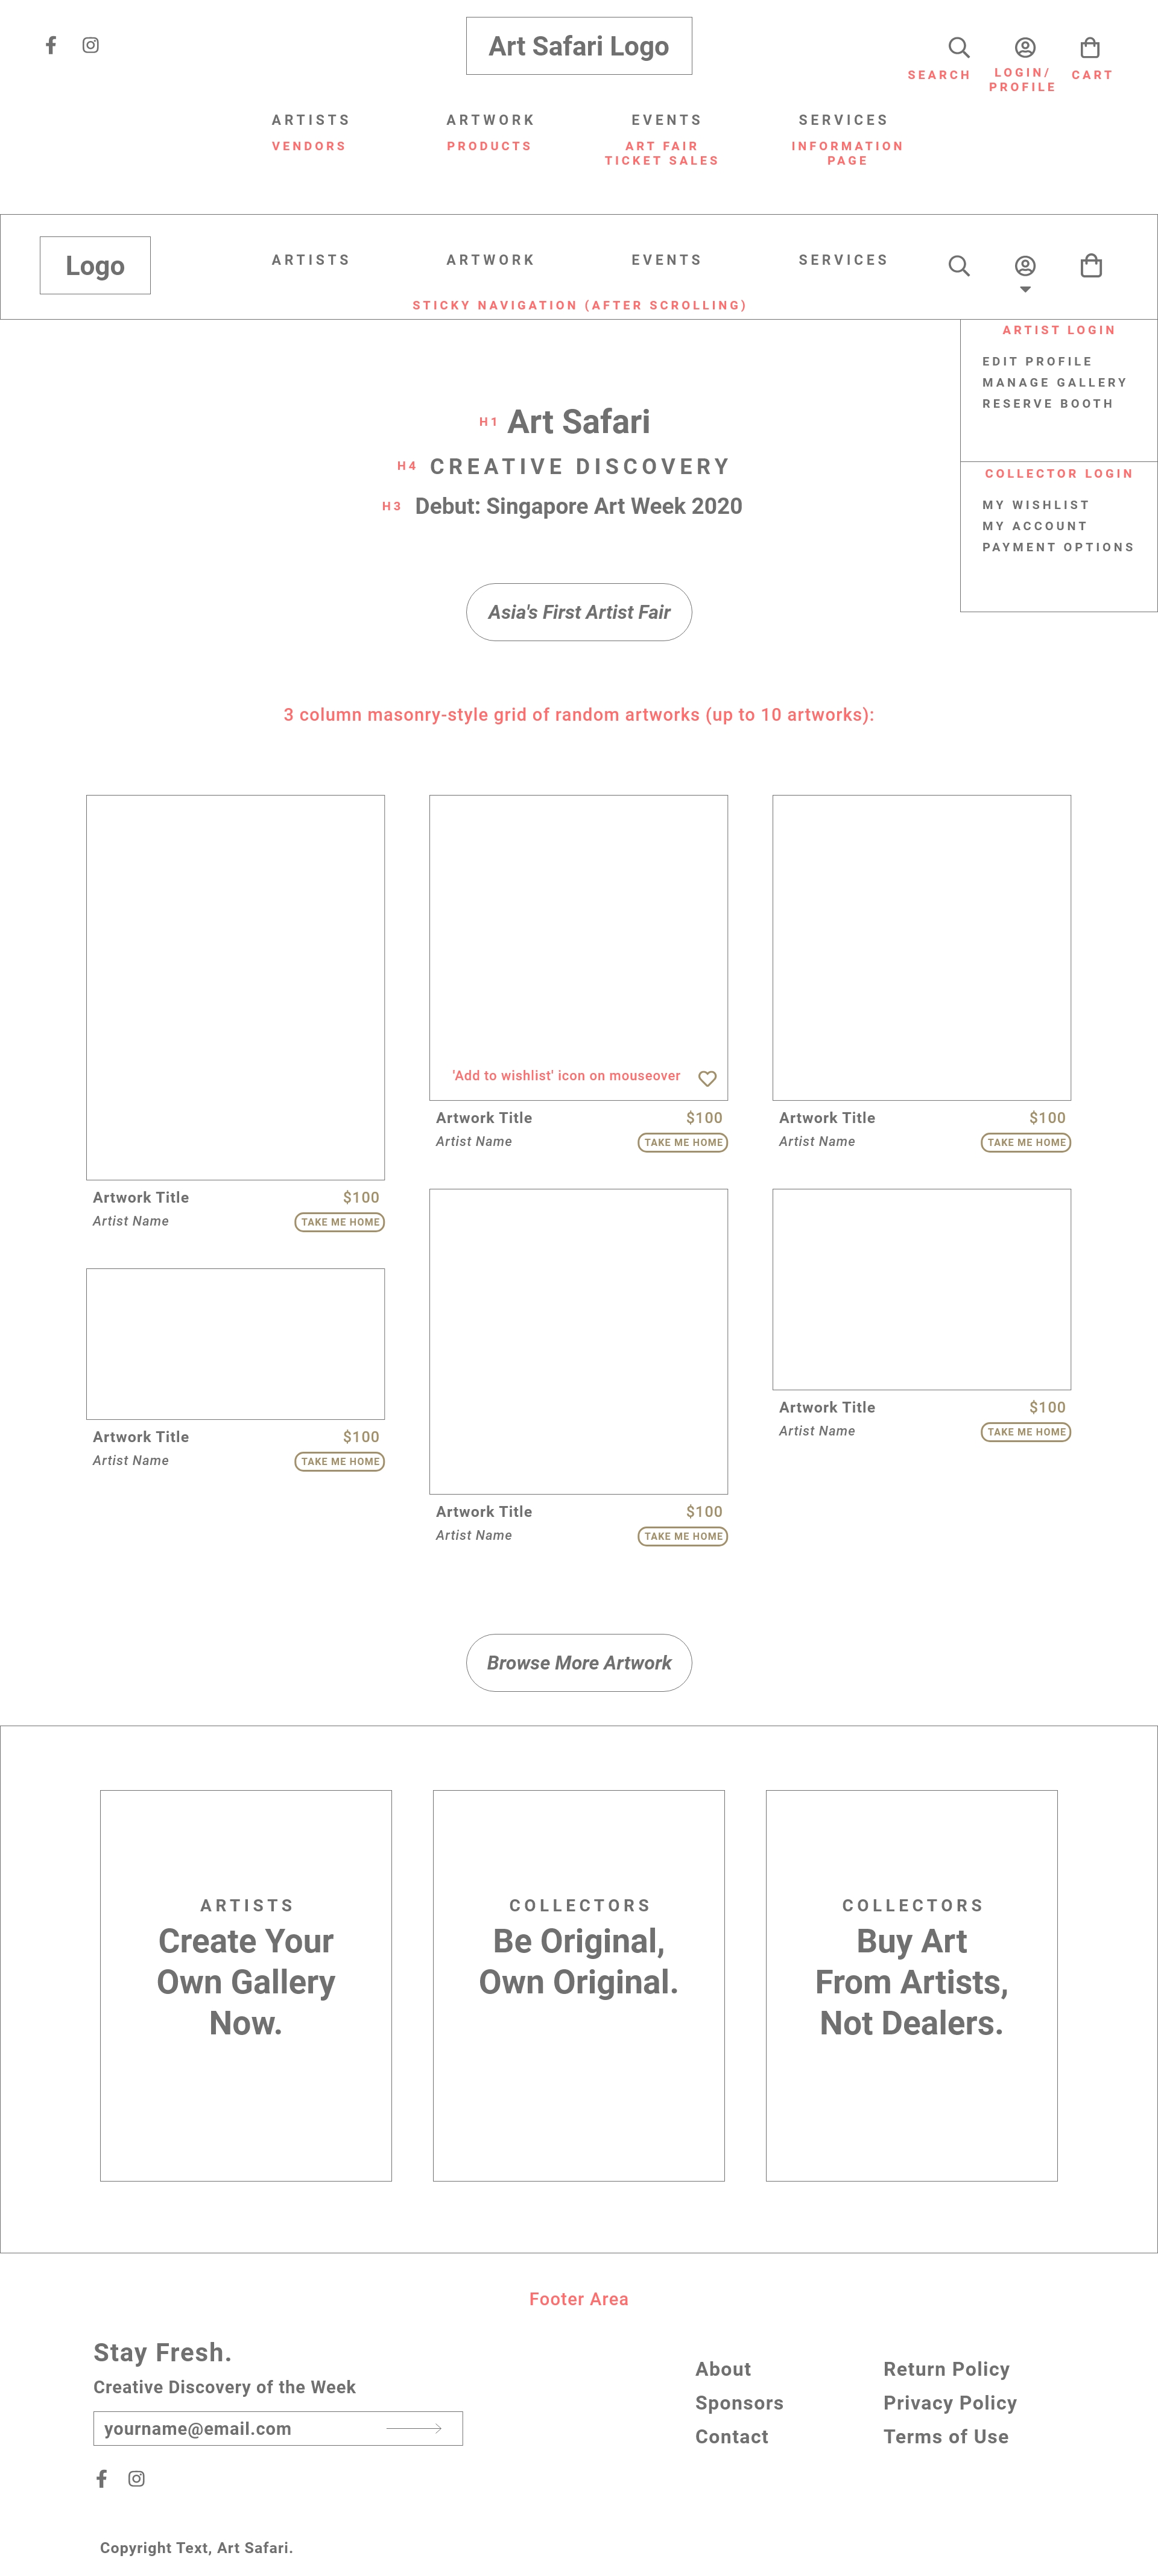 Art Safari Logo
SEARCH
LOGIN/
PROFILE
CART
ARTISTS
ARTWORK
EVENTS
SERVICES
VENDORS
PRODUCTS
ART FAIR
TICKET SALES
INFORMATION
PAGE
Logo
ARTISTS
ARTWORK
EVENTS
SERVICES
STICKY NAVIGATION (AFTER SCROLLING)
ARTIST LOGIN
EDIT PROFILE
MANAGE GALLERY
RESERVE BOOTH
COLLECTOR LOGIN
MY WISHLIST
MY ACCOUNT
PAYMENT OPTIONS
H1 Art Safari
H4 CREATIVE DISCOVERY
H3 Debut: Singapore Art Week 2020
Asia's First Artist Fair
3 column masonry-style grid of random artworks (up to 10 artworks):
'Add to wishlist' icon on mouseover
Artwork Title $100
Artist Name TAKE ME HOME
Artwork Title $100
Artist Name TAKE ME HOME
Artwork Title $100
Artist Name TAKE ME HOME
Artwork Title $100
Artist Name TAKE ME HOME
Artwork Title $100
Artist Name TAKE ME HOME
Artwork Title $100
Artist Name TAKE ME HOME
Browse More Artwork
ARTISTS
Create Your
Own Gallery
Now.
COLLECTORS
Be Original,
Own Original.
COLLECTORS
Buy Art
From Artists,
Not Dealers.
Footer Area
Stay Fresh.
Creative Discovery of the Week
yourname@email.com
About
Sponsors
Contact
Return Policy
Privacy Policy
Terms of Use
Copyright Text, Art Safari.